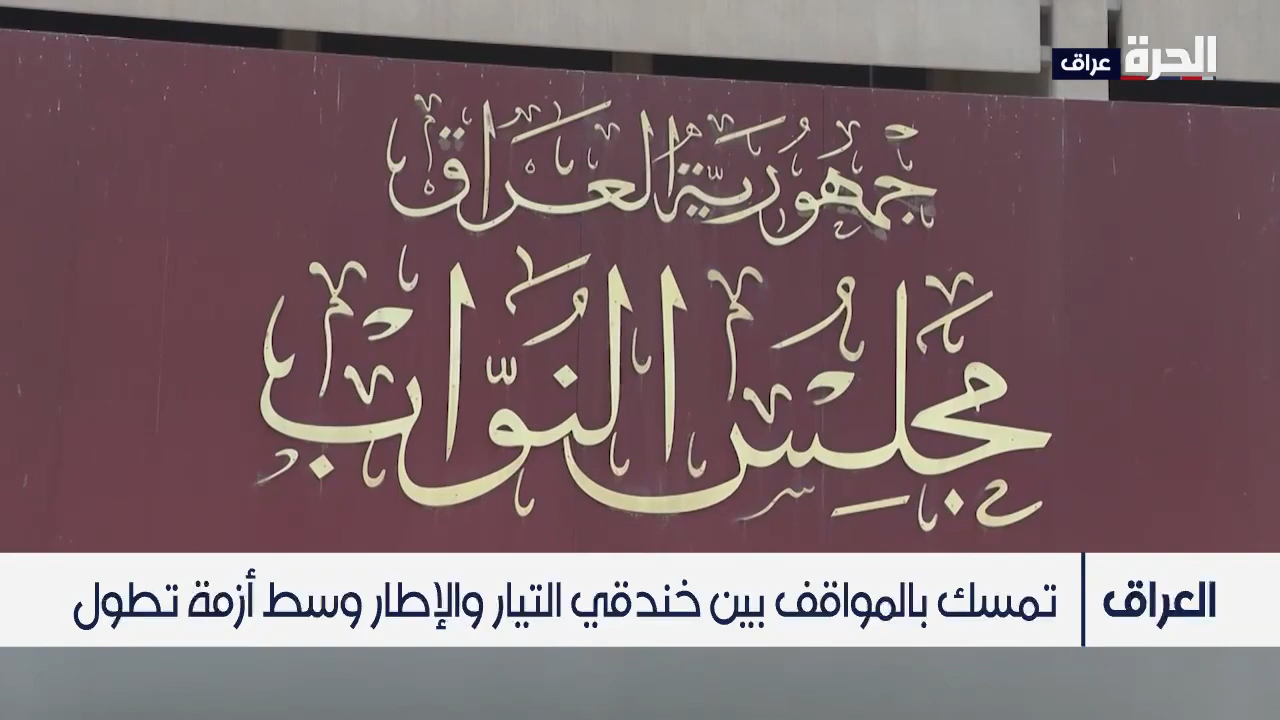 الحرة
عراق
جمهورية العراق
مجلس النواب
العراق
تمسك بالمواقف بين خندقي التيار والإطار وسط أزمة تطول